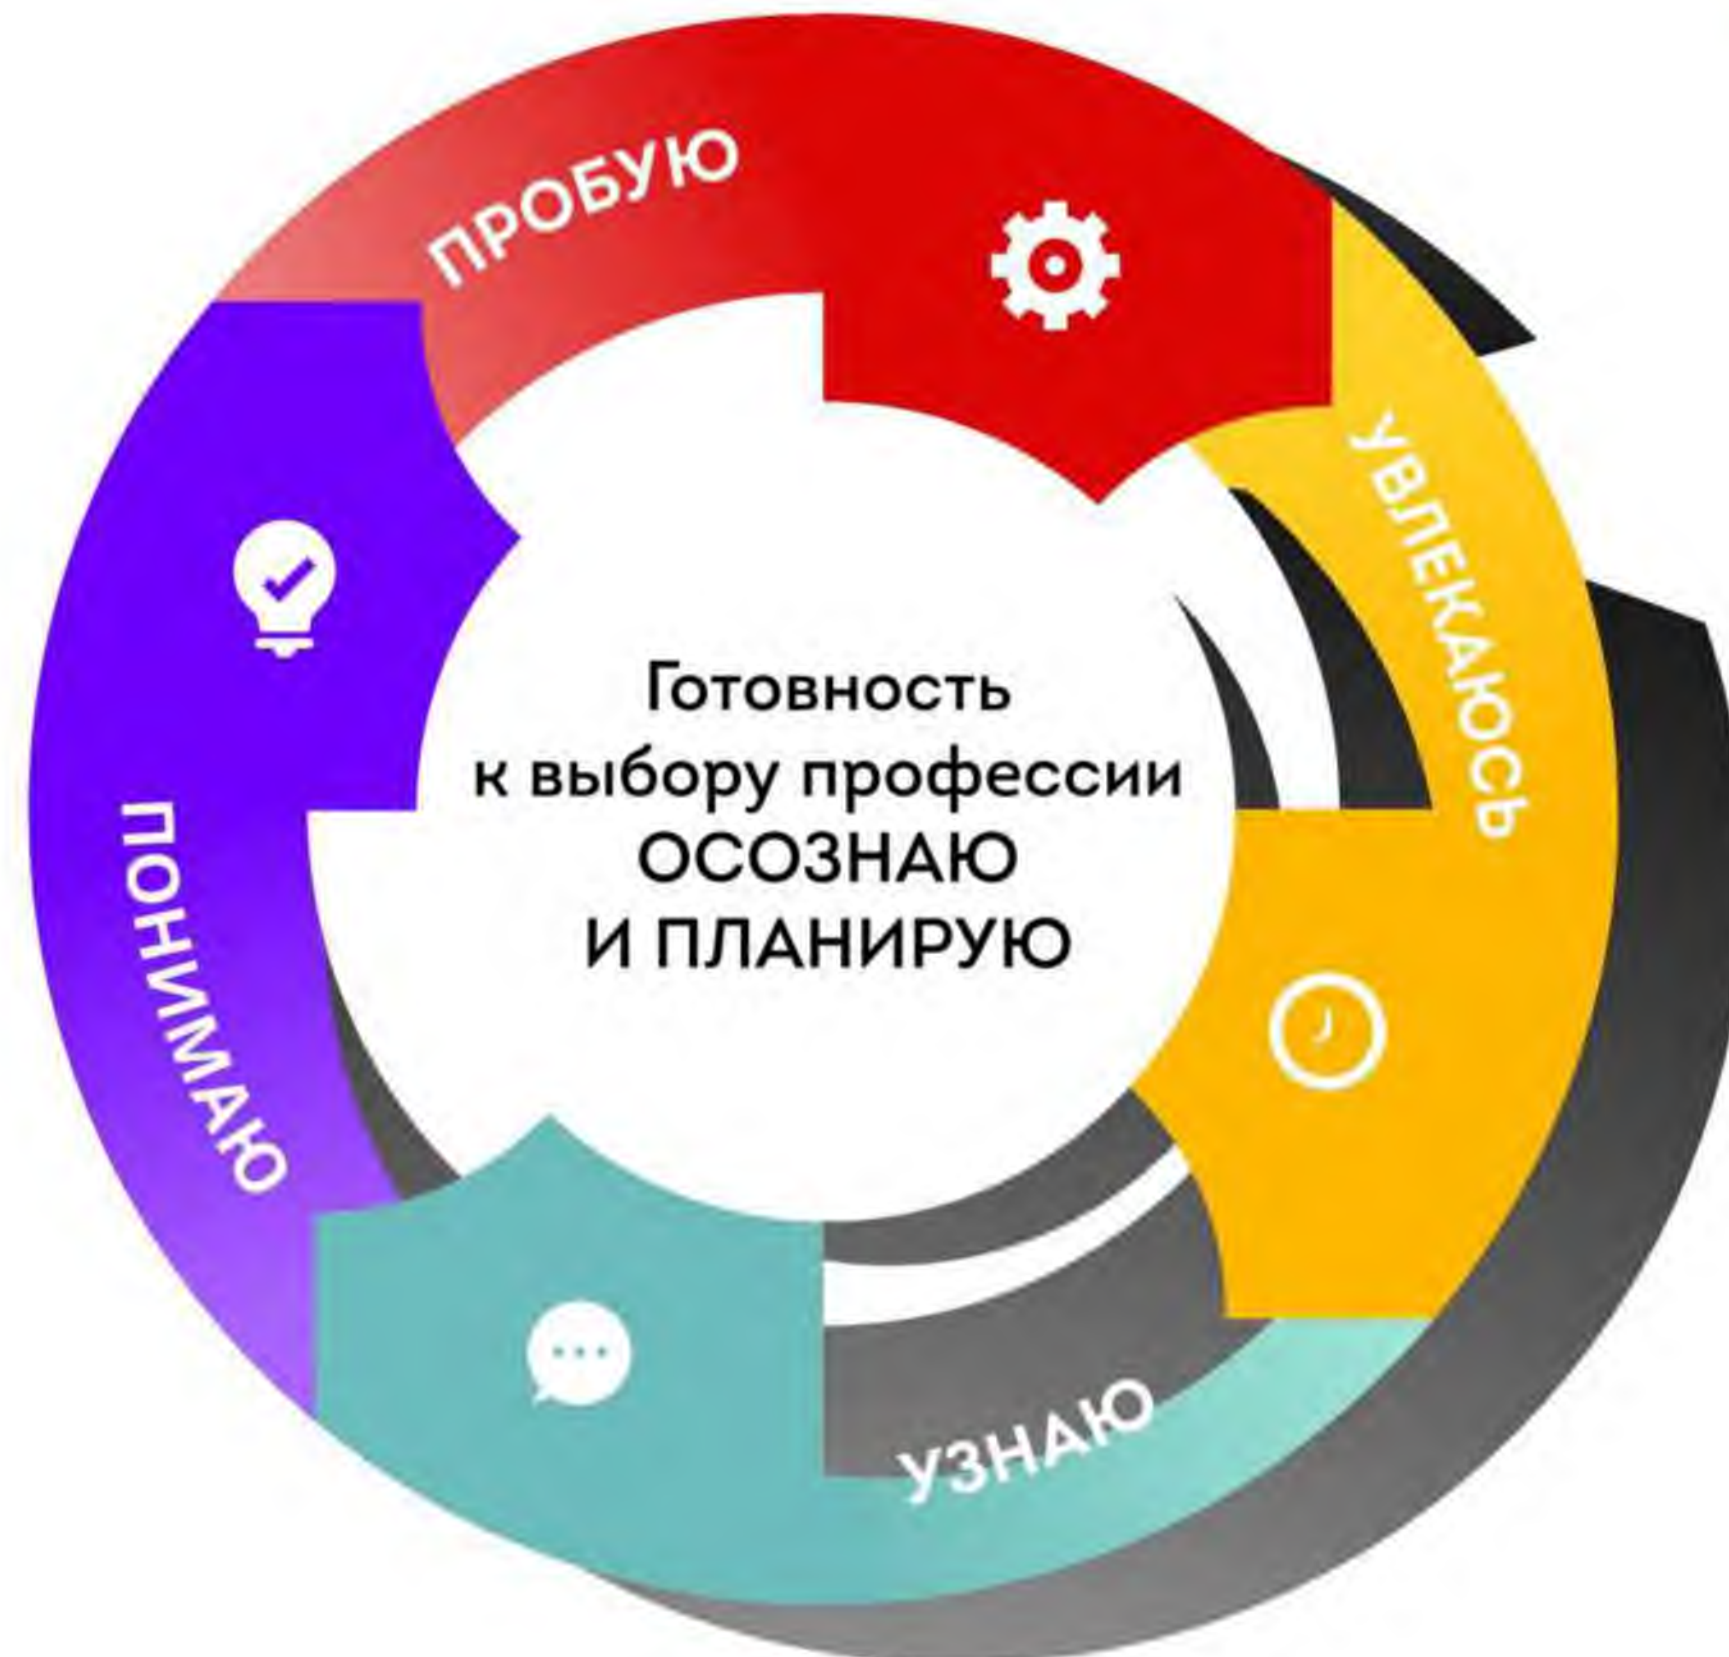 ПРОБУЮ
УВЛЕКАЮСЬ
Готовность
к выбору профессии
ОСОЗНАЮ
И ПЛАНИРУЮ
ПОНИМАЮ
УЗНАЮ